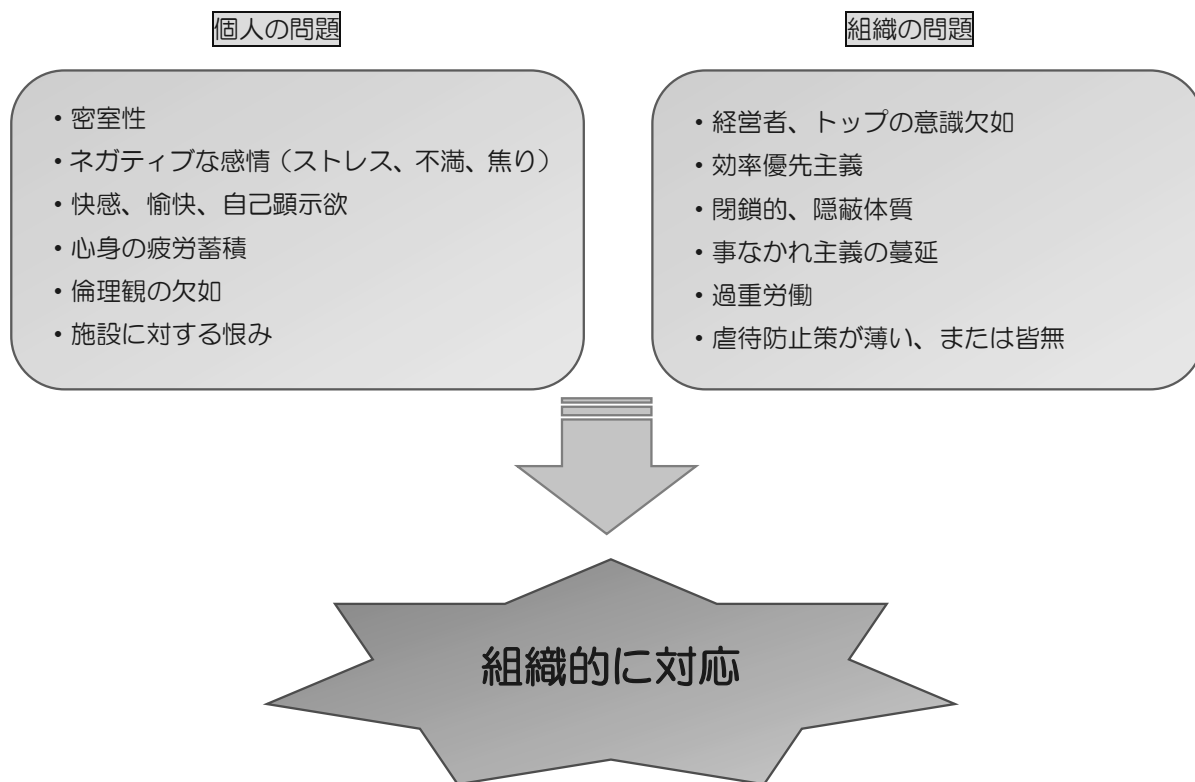 個人の問題
・密室性
・ネガティブな感情（ストレス、不満、焦り）
・快感、愉快、自己顕示欲
・心身の疲労蓄積
・倫理観の欠如
・施設に対する恨み
組織の問題
・経営者、トップの意識欠如
・効率優先主義
・閉鎖的、隠蔽体質
・事なかれ主義の蔓延
・過重労働
・虐待防止策が薄い、または皆無
組織的に対応